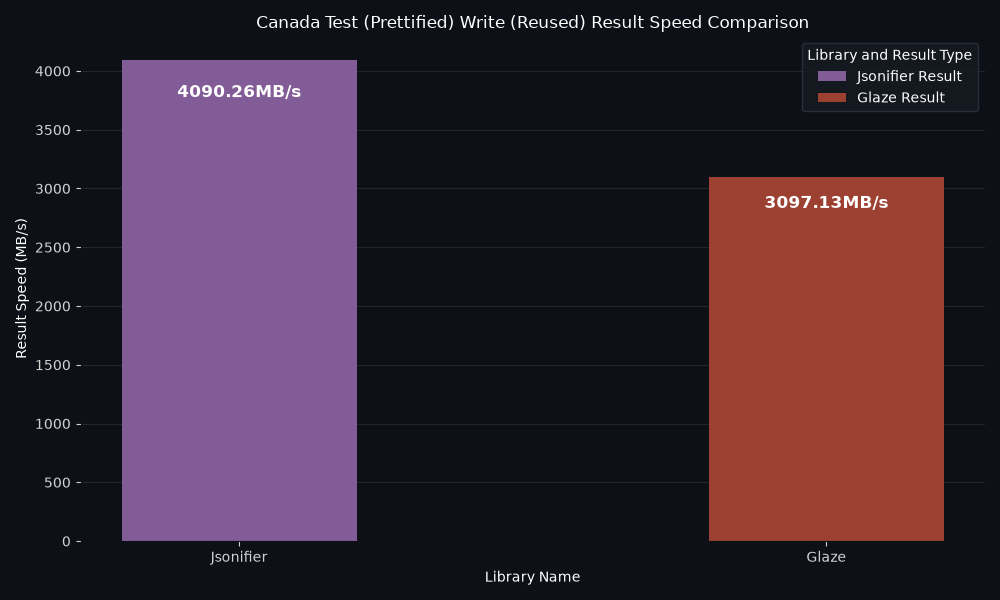 Canada Test (Prettified) Write (Reused) Result Speed Comparison
Library and Result Type
Jsonifier Result
Glaze Result
4090.26MB/s
3097.13MB/s
Result Speed (MB/s)
4000
3500
3000
2500
2000
1500
1000
500
0
Jsonifier
Glaze
Library Name